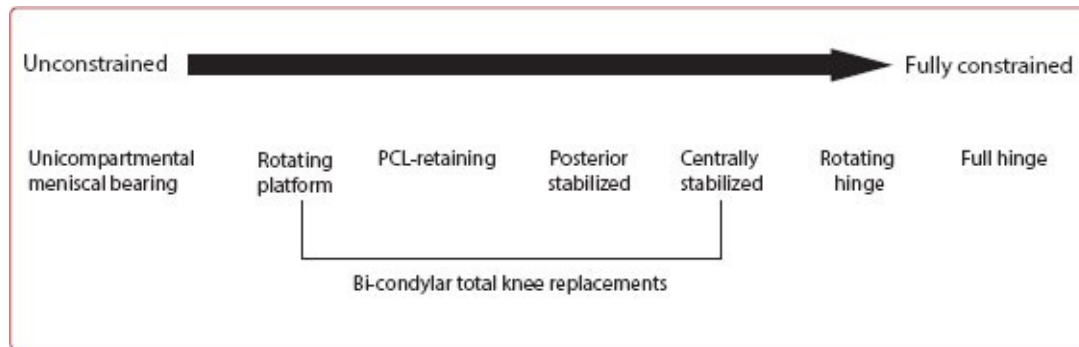 Unconstrained
Fully constrained
Unicompartmental
meniscal bearing
Rotating
platform
PCL-retaining
Posterior
stabilized
Centrally
stabilized
Rotating
hinge
Full hinge
Bi-condylar total knee replacements